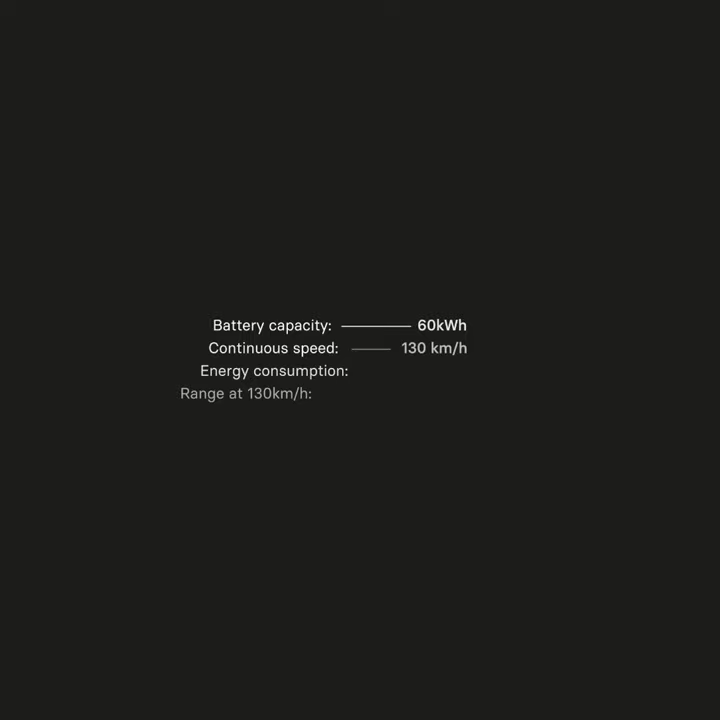 Battery capacity: 60kWh
Continuous speed: 130 km/h
Energy consumption:
Range at 130km/h: